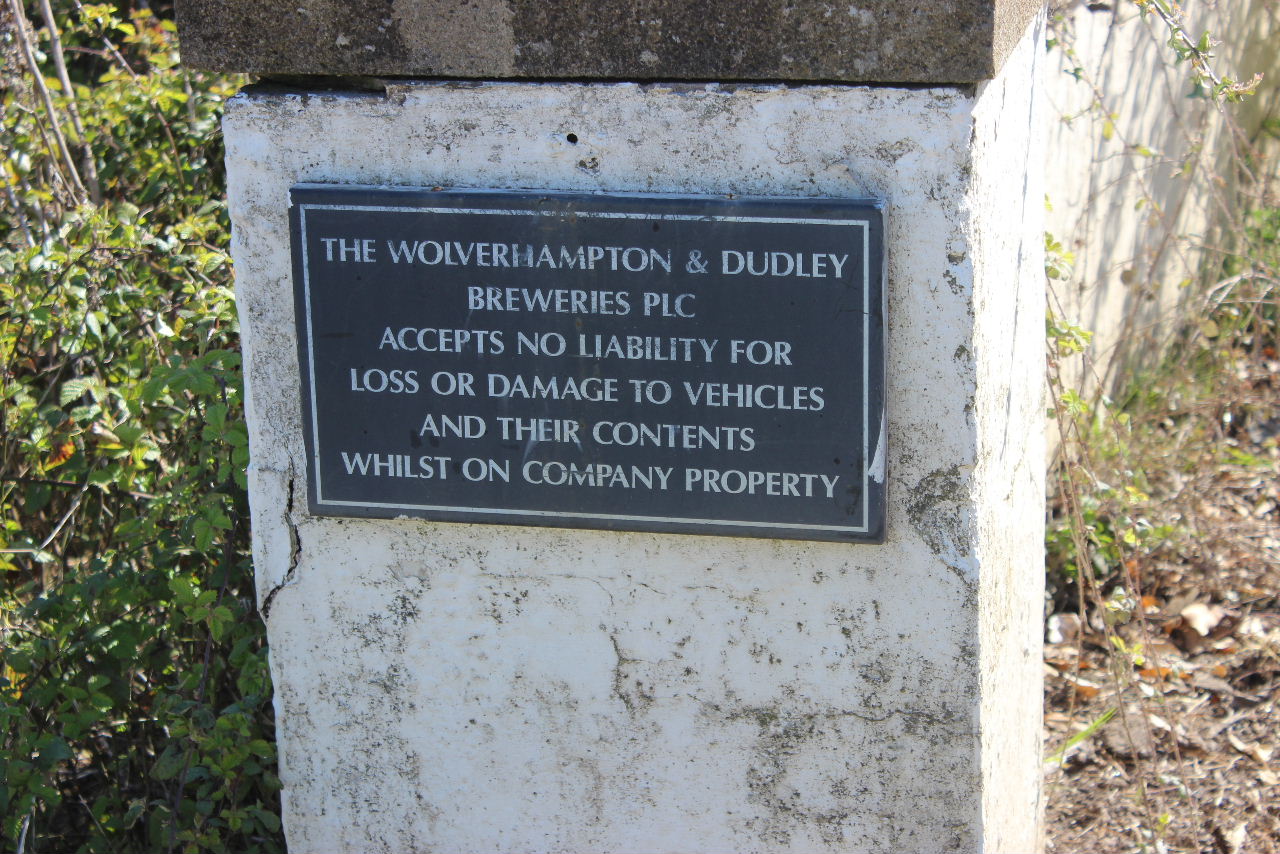 THE WOLVERHAMPTON & DUDLEY
BREWERIES PLC
ACCEPTS NO LIABILITY FOR
LOSS OR DAMAGE TO VEHICLES
AND THEIR CONTENTS
WHILST ON COMPANY PROPERTY